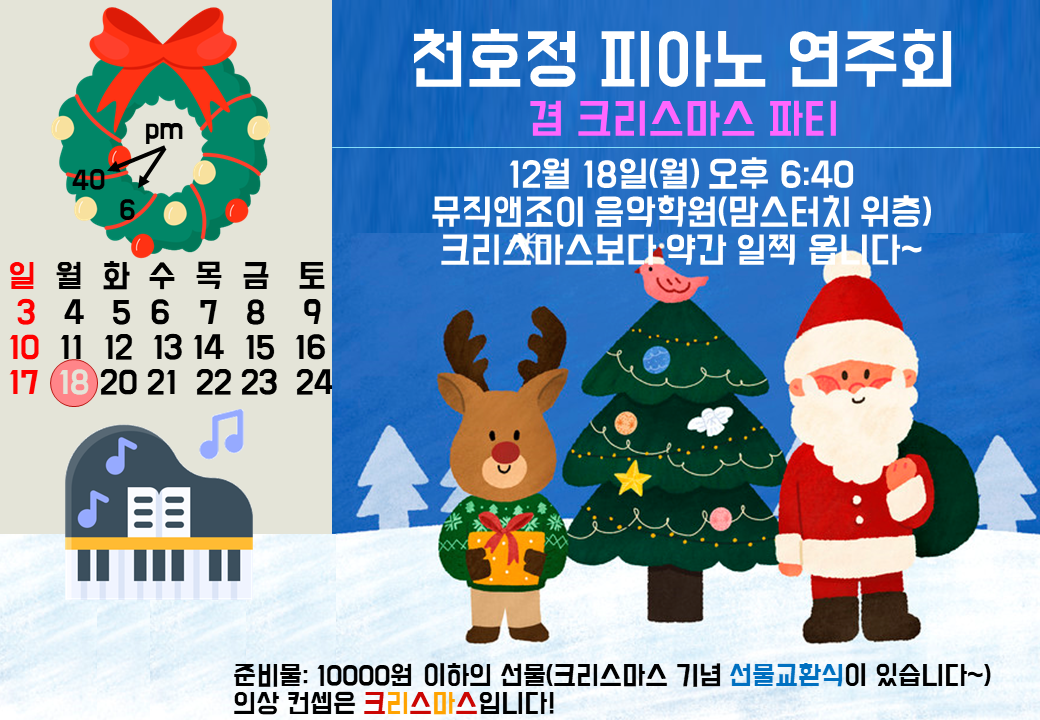 천호정 피아노 연주회
겸 크리스마스 파티
12월 18일(월) 오후 6:40
뮤직앤조이 음악학원(맘스터치 위층)
크리스마스보다 약간 일찍 옵니다~
pm
40
6
일 월 화 수 목 금 토
3 4 5 6 7 8 9
10 11 12 13 14 15 16
17 18 20 21 22 23 24
준비물: 10000원 이하의 선물(크리스마스 기념 선물교환식이 있습니다~)
의상 컨셉은 크리스마스입니다!